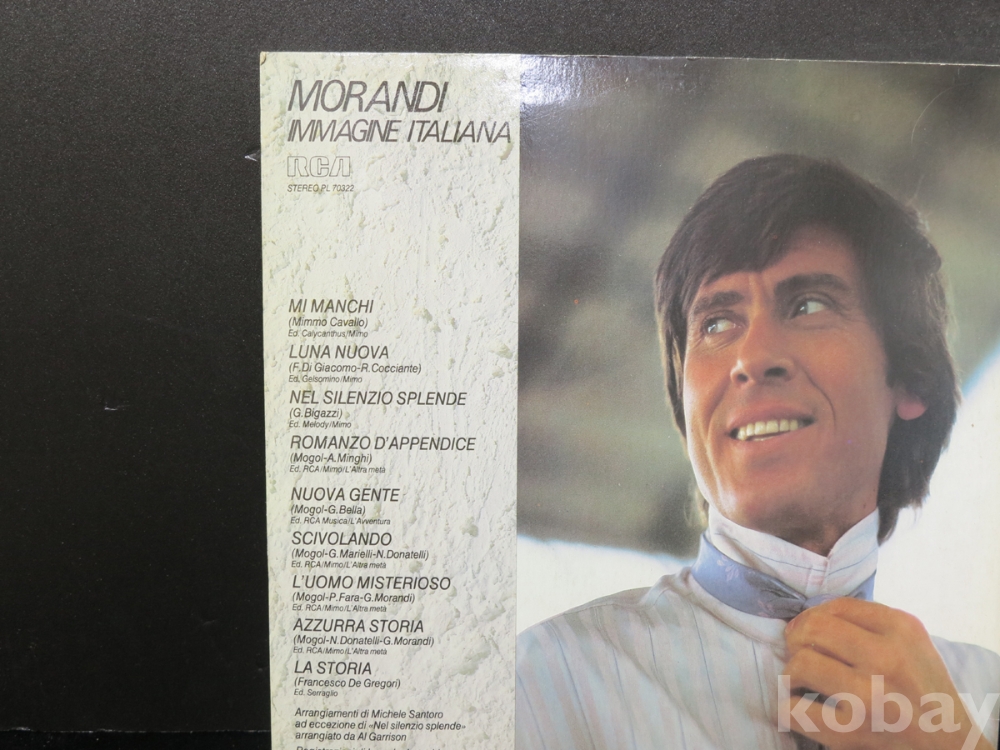 MORANDI
IMMAGINE ITALIANA
RCA
STEREO PL 70322
MI MANCHI
(Mimmo Cavallo)
Ed. Calycanthus/Mimo
LUNA NUOVA
(F. Di Giacomo-R. Cocciante)
Ed. Gelsomino/Mimo
NEL SILENZIO SPLENDE
(G. Bigazzi)
Ed. Melody/Mimo
ROMANZO D'APPENDICE
(Mogol-A. Minghi)
Ed. RCA/Mimo/L'Altra metà
NUOVA GENTE
(Mogol-G. Bella)
Ed. RCA Musica/L'Avventura
SCIVOLANDO
(Mogol-G. Marielli-N. Donatelli)
Ed. RCA/Mimo/L'Altra metà
L'UOMO MISTERIOSO
(Mogol-P. Fara-G. Morandi)
Ed. RCA/Mimo/L'Altra metà
AZZURRA STORIA
(Mogol-N. Donatelli-G. Morandi)
Ed. RCA/Mimo/L'Altra metà
LA STORIA
(Francesco De Gregori)
Ed. Serraglio
Arrangiamenti di Michele Santoro
ad eccezione di «Nel silenzio splende»
arrangiato da Al Garrison
kobay